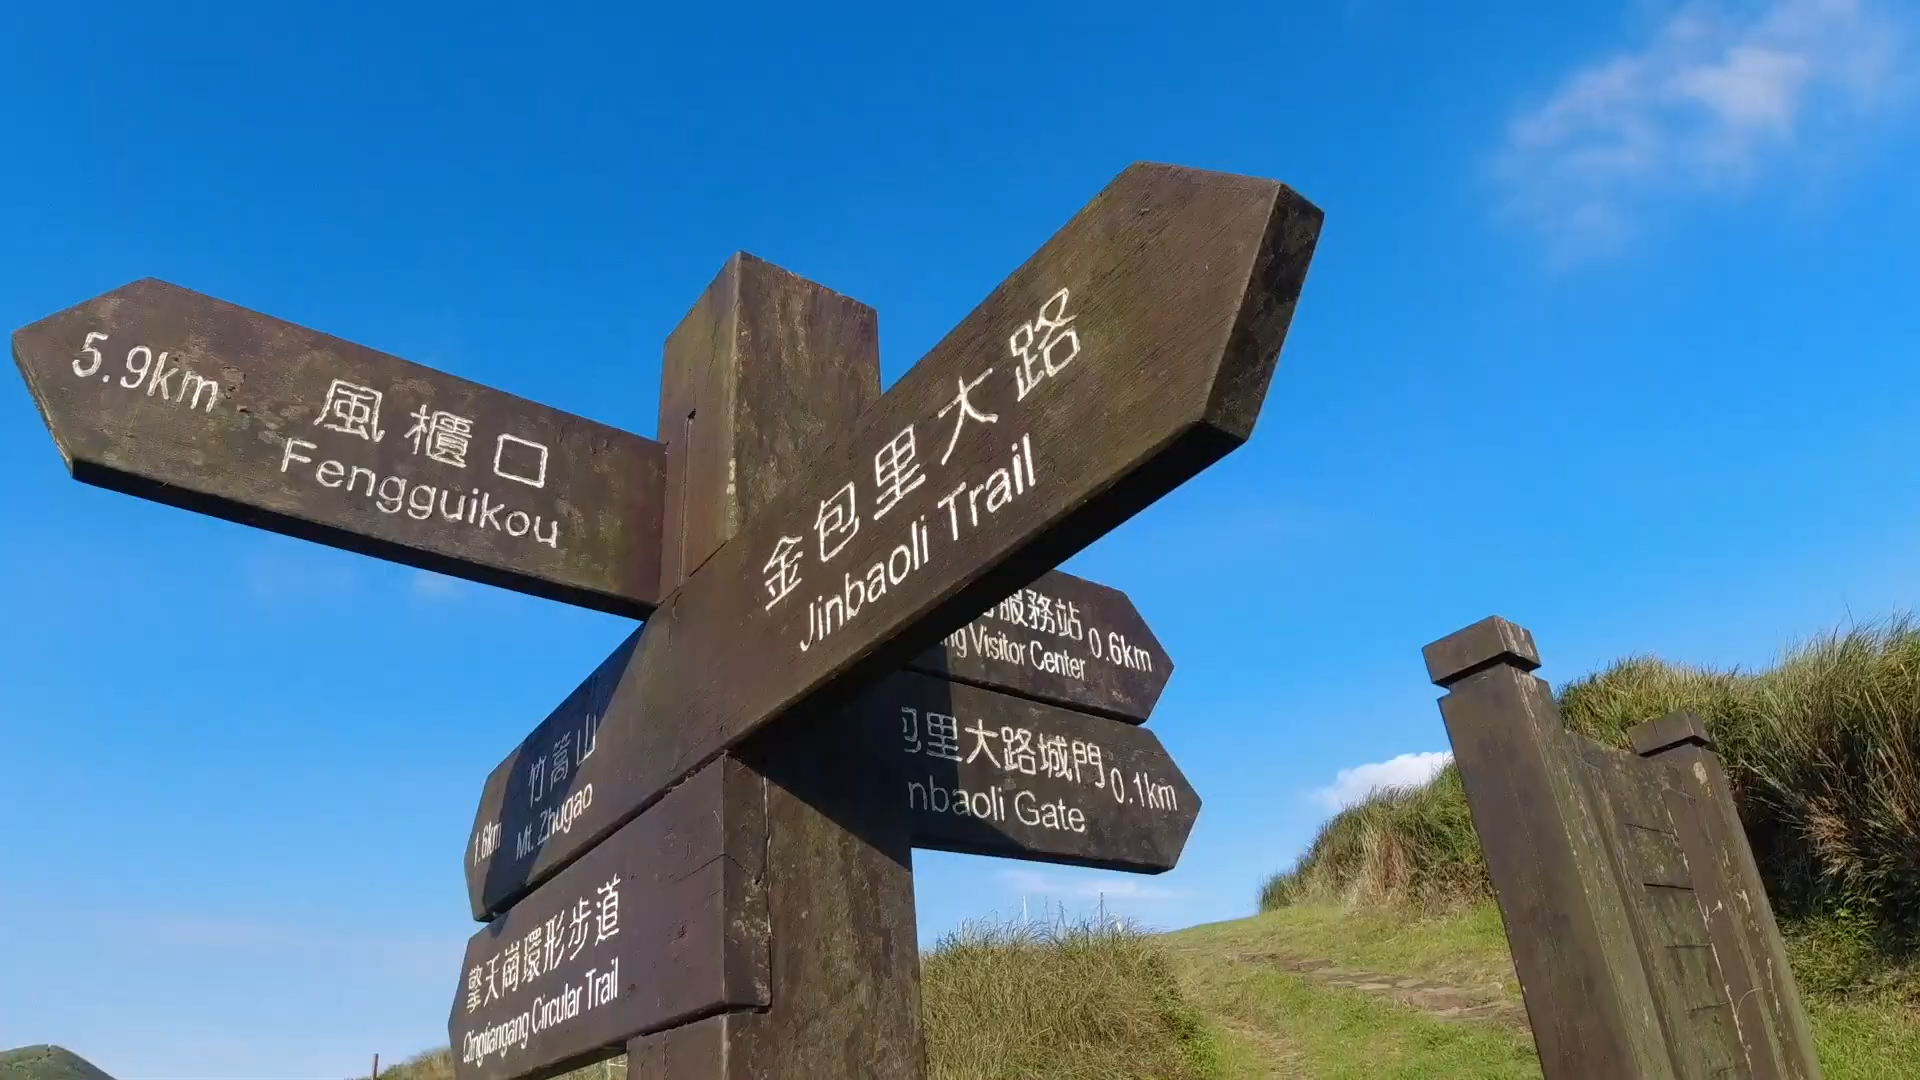 5.9km
風櫃口
Fengguikou
金包里大路
Jinbaoli Trail
服務站 0.6km
Visitor Center
里大路城門 0.1km
nbaoli Gate
竹篙山
1.6km Mt. Zhugao
擎天崗環形步道
Qingtiangang Circular Trail